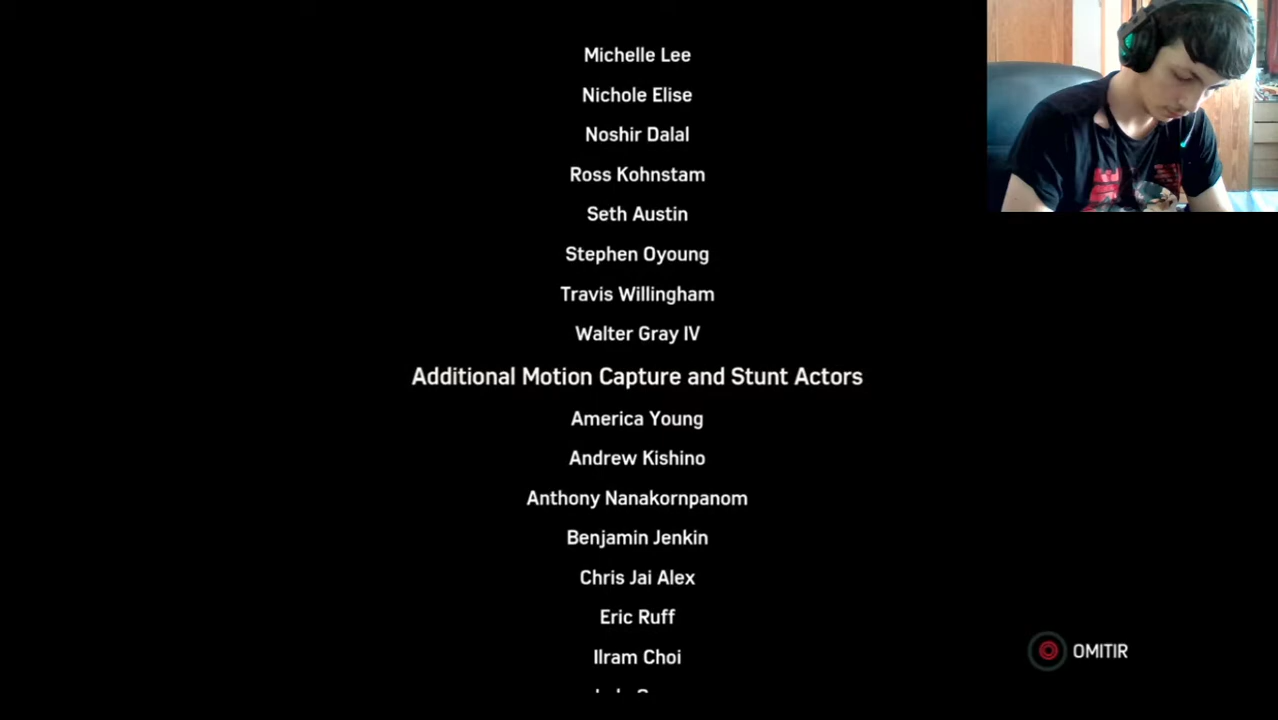 Michelle Lee
Nichole Elise
Noshir Dalal
Ross Kohnstam
Seth Austin
Stephen Oyoung
Travis Willingham
Walter Gray IV
Additional Motion Capture and Stunt Actors
America Young
Andrew Kishino
Anthony Nanakornpanom
Benjamin Jenkin
Chris Jai Alex
Eric Ruff
Ilram Choi
OMITIR